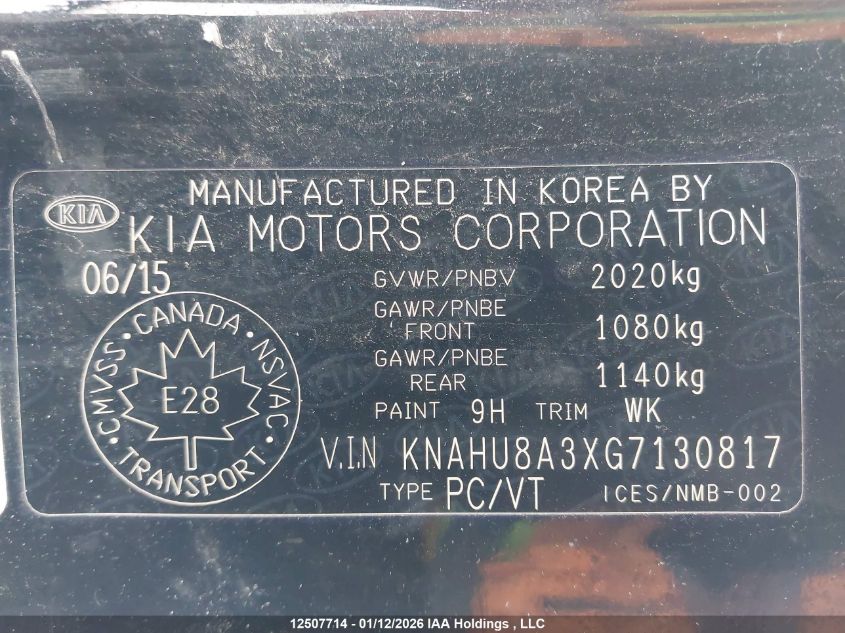 MANUFACTURED IN KOREA BY
KIA
KIA MOTORS CORPORATION
06/15
GVWR/PNBV 2020kg
GAWR/PNBE
FRONT 1080kg
GAWR/PNBE
REAR 1140kg
PAINT 9H TRIM WK
CANADA
CMVSS
NSVAC
E28
TRANSPORT
V.I.N KNAHU8A3XG7130817
TYPE PC/VT ICES/NMB-002
12507714 - 01/12/2026 IAA Holdings , LLC